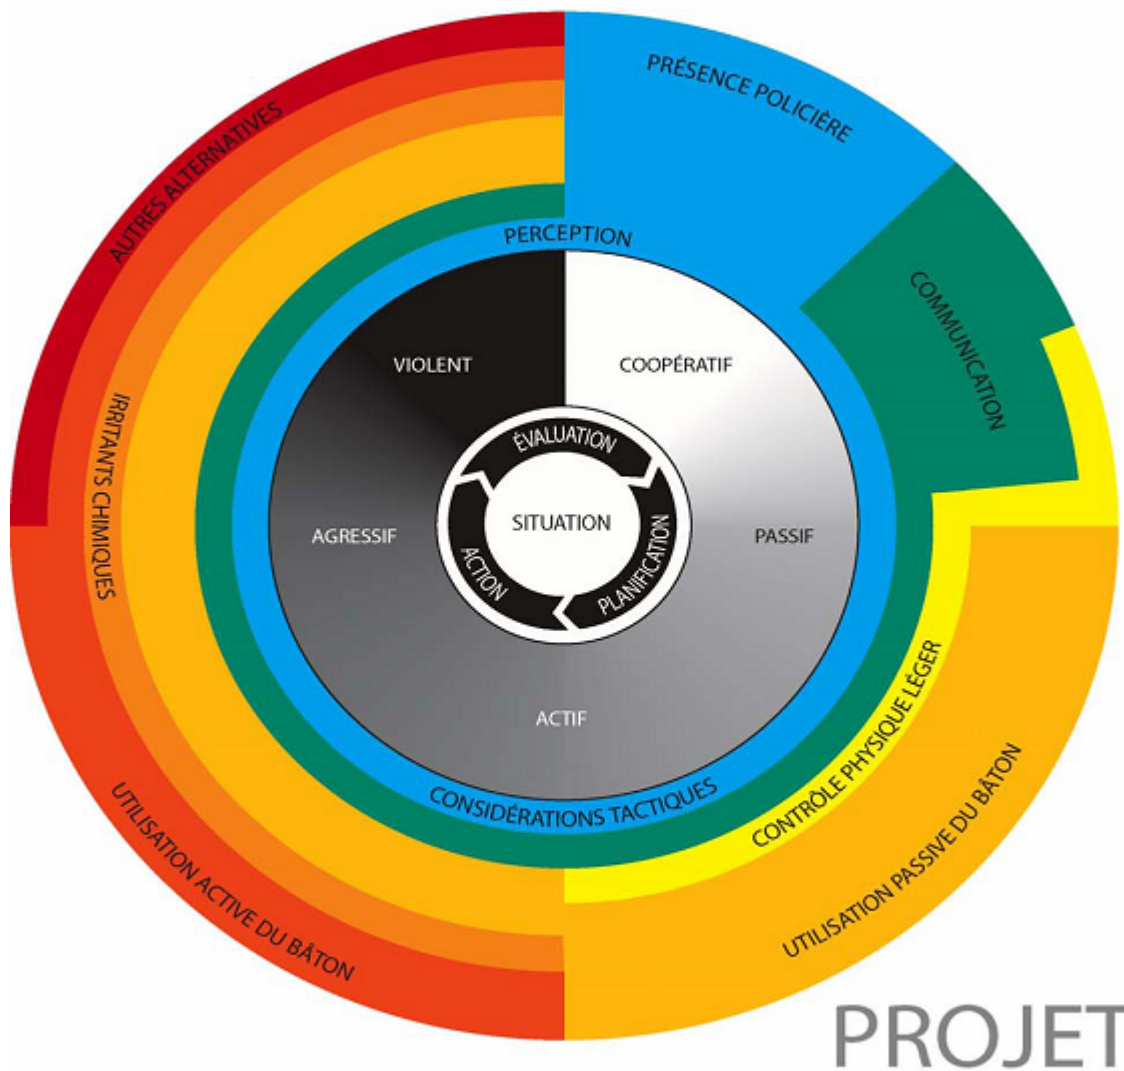 PRÉSENCE POLICIÈRE
AUTRES ALTERNATIVES
PERCEPTION
COMMUNICATION
VIOLENT
COOPÉRATIF
IRRITANTS CHIMIQUES
ÉVALUATION
SITUATION
AGRESSIF
PASSIF
ACTION
PLANIFICATION
ACTIF
CONTRÔLE PHYSIQUE LÉGER
CONSIDÉRATIONS TACTIQUES
UTILISATION ACTIVE DU BÂTON
UTILISATION PASSIVE DU BÂTON
PROJET